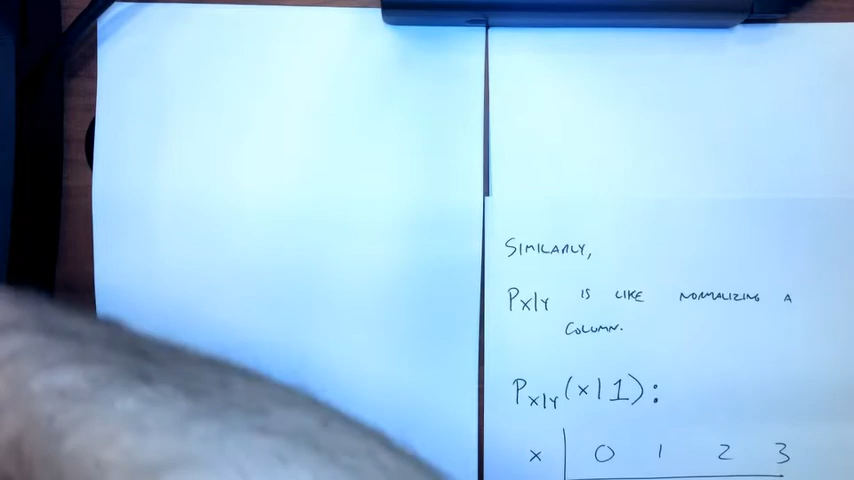 SIMILARLY,
PX|Y IS LIKE NORMALIZING A
COLUMN.
PX|Y(x|1):
x | 0 1 2 3